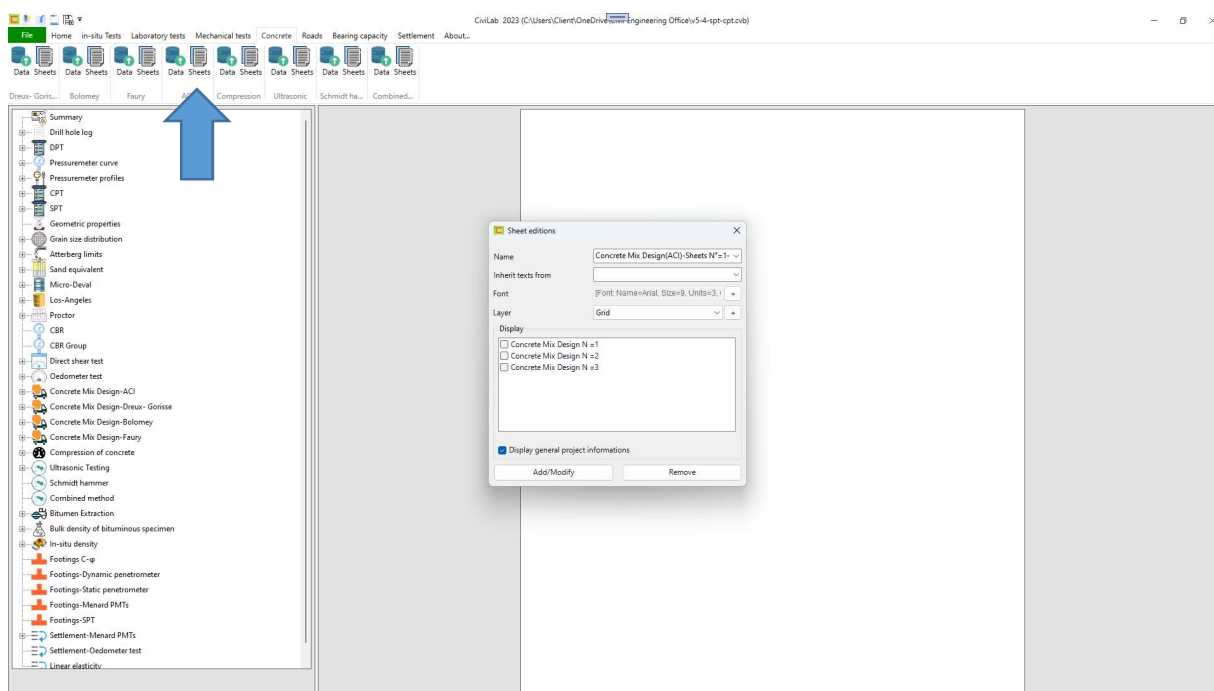 CiviLab 2023 (C:\Users\Client\OneDrive\Civil Engineering Office\v5-4-spt-cpt.cvb)
File Home in-situ Tests Laboratory tests Mechanical tests Concrete Roads Bearing capacity Settlement About...
Data Sheets Data Sheets Data Sheets Data Sheets Data Sheets Data Sheets Data Sheets Data Sheets
Dreux- Goris... Bolomey Faury Compression Ultrasonic Schmidt ha... Combined...
Summary
Drill hole log
DPT
Pressuremeter curve
Pressuremeter profiles
CPT
SPT
Geometric properties
Grain size distribution
Atterberg limits
Sand equivalent
Micro-Deval
Los-Angeles
Proctor
CBR
CBR Group
Direct shear test
Oedometer test
Concrete Mix Design-ACI
Concrete Mix Design-Dreux- Gorisse
Concrete Mix Design-Bolomey
Concrete Mix Design-Faury
Compression of concrete
Ultrasonic Testing
Schmidt hammer
Combined method
Bitumen Extraction
Bulk density of bituminous specimen
In-situ density
Footings C-φ
Footings-Dynamic penetrometer
Footings-Static penetrometer
Footings-Menard PMTs
Footings-SPT
Settlement-Menard PMTs
Settlement-Oedometer test
Linear elasticity
Sheet editions
Name Concrete Mix Design(ACI)-Sheets N°=1-
Inherit texts from
Font [Font: Name=Arial, Size=9, Units=3,
Layer Grid
Display
Concrete Mix Design N =1
Concrete Mix Design N =2
Concrete Mix Design N =3
Display general project informations
Add/Modify Remove